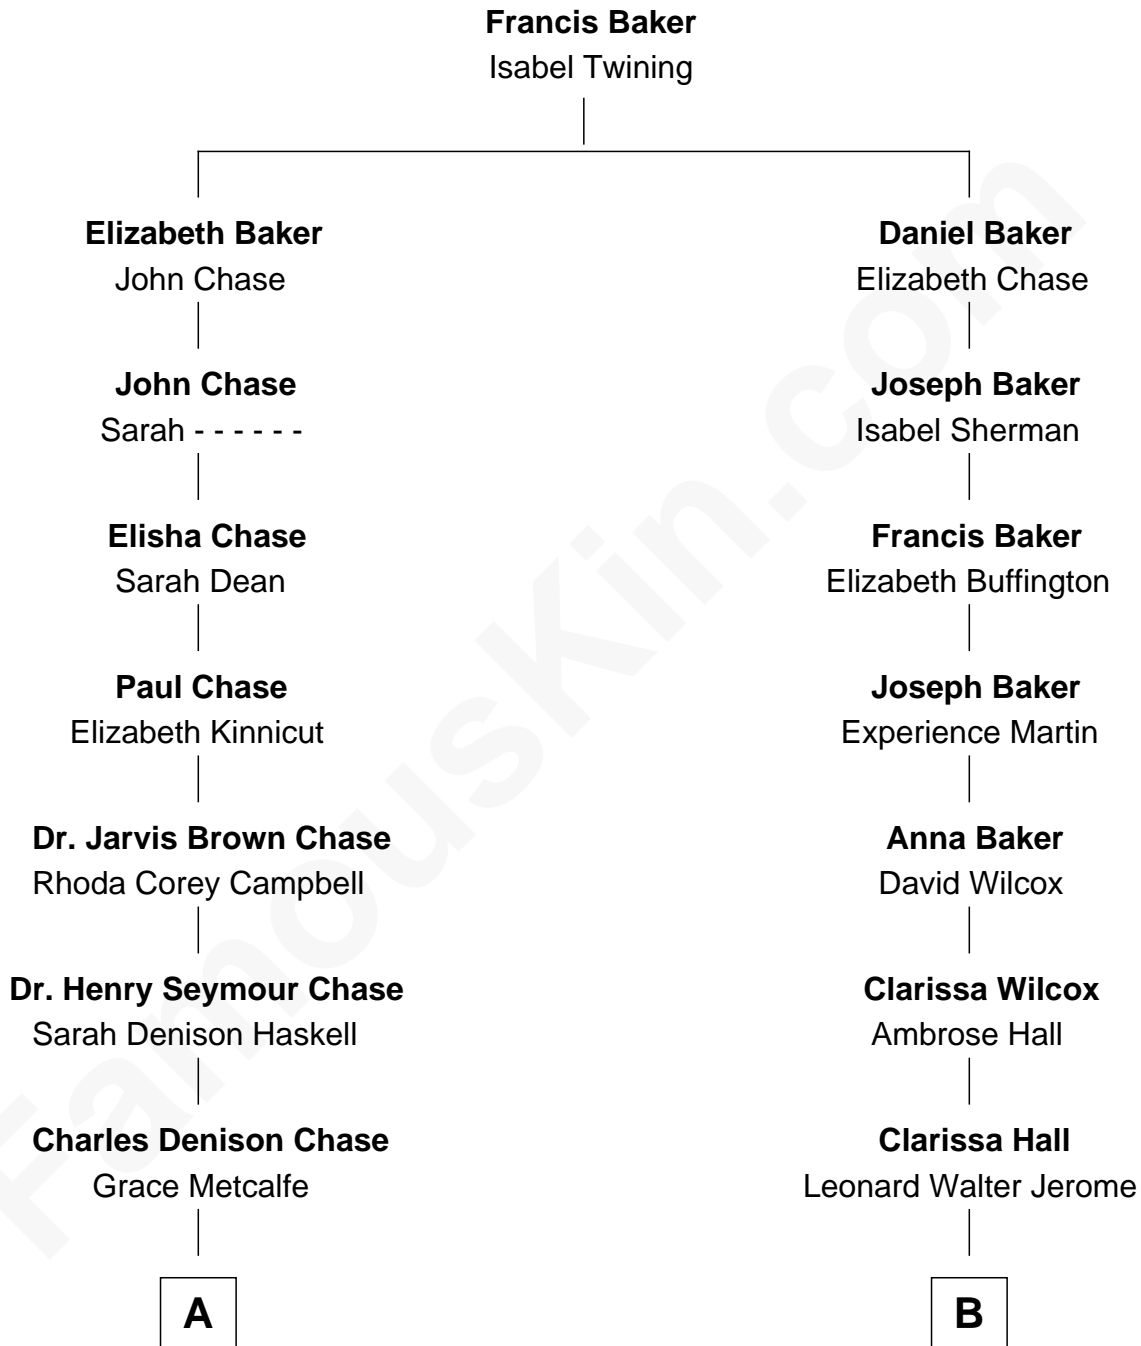 Francis Baker
Isabel Twining
Elizabeth Baker
John Chase
Daniel Baker
Elizabeth Chase
John Chase
Sarah - - - - - -
Joseph Baker
Isabel Sherman
Elisha Chase
Sarah Dean
Francis Baker
Elizabeth Buffington
Paul Chase
Elizabeth Kinnicut
Joseph Baker
Experience Martin
Dr. Jarvis Brown Chase
Rhoda Corey Campbell
Anna Baker
David Wilcox
Dr. Henry Seymour Chase
Sarah Denison Haskell
Clarissa Wilcox
Ambrose Hall
Charles Denison Chase
Grace Metcalfe
Clarissa Hall
Leonard Walter Jerome
A
B
FamousKin.com